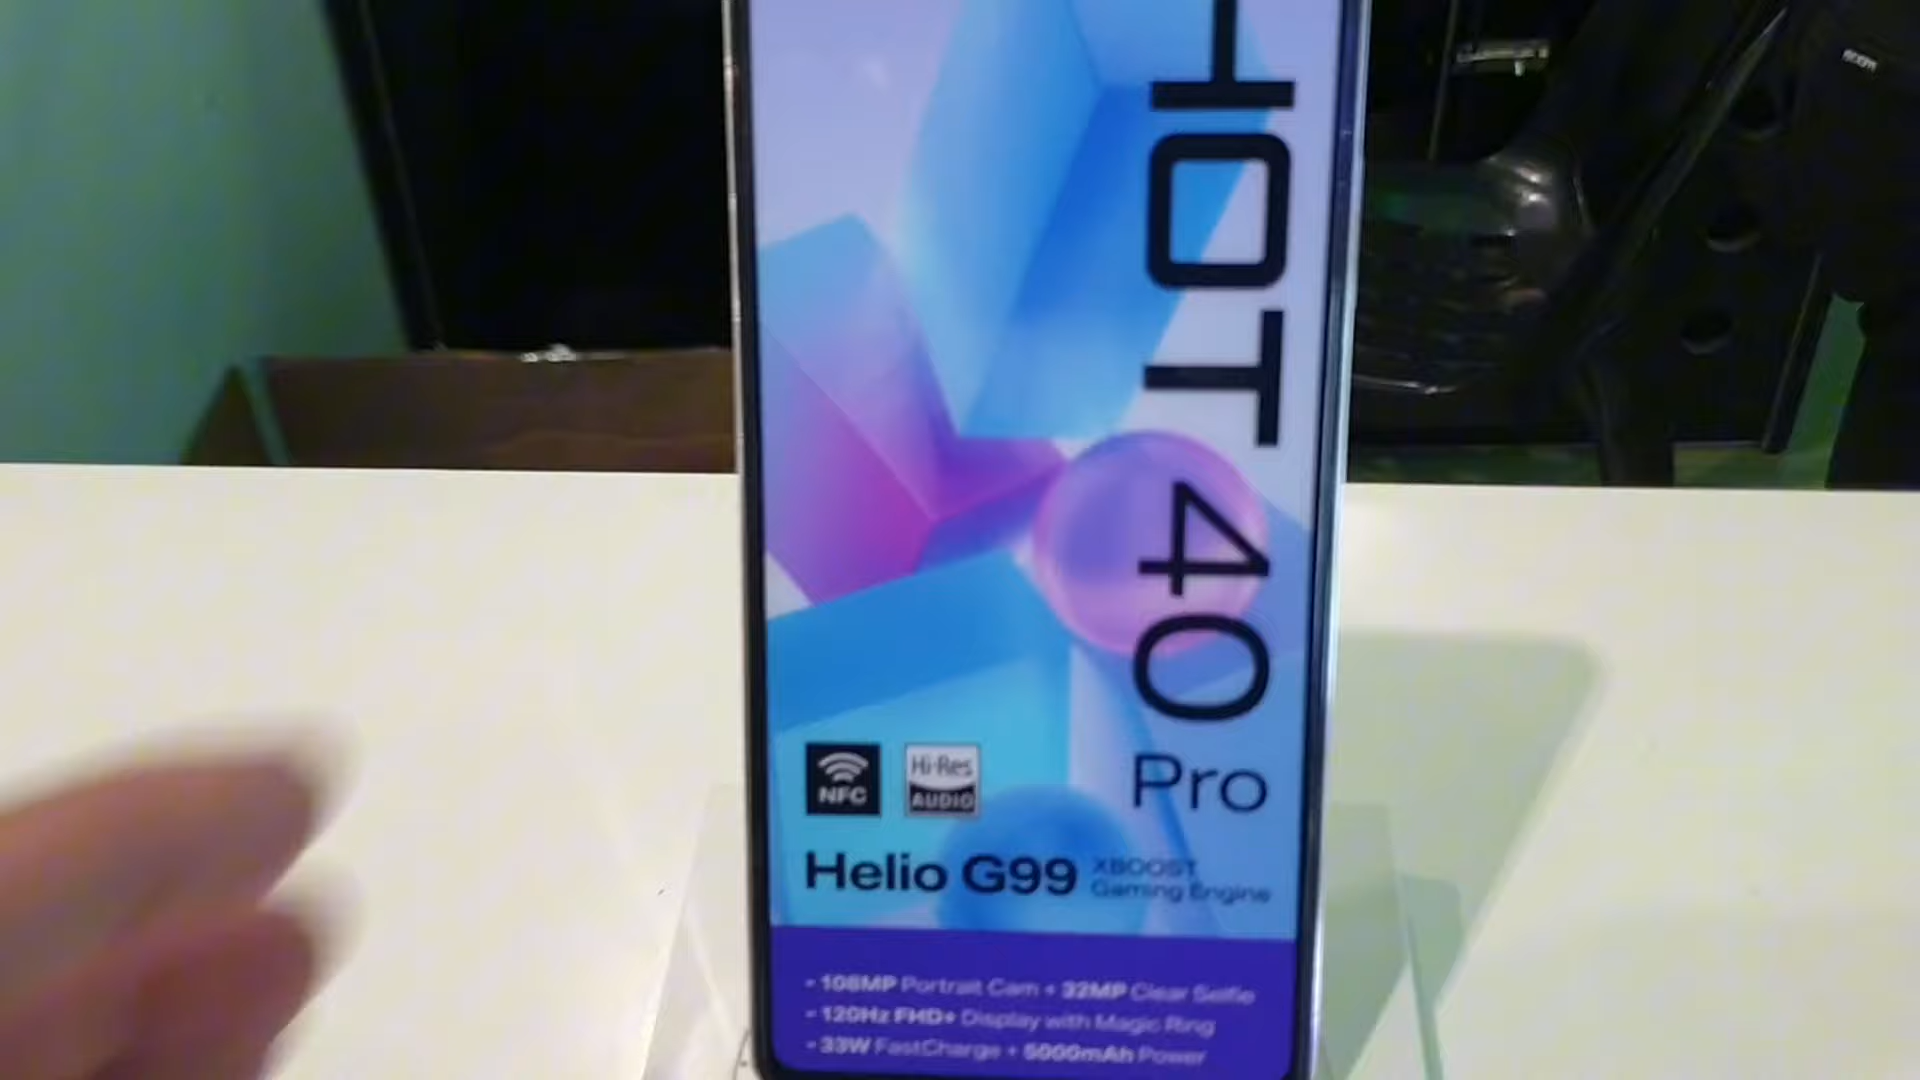 HOT 40
Pro
NFC
Hi-Res
AUDIO
Helio G99
XBOOST
Gaming Engine
- 108MP Portrait Cam + 32MP Clear Selfie
- 120Hz FHD+ Display with Magic Ring
- 33W FastCharge + 5000mAh Power